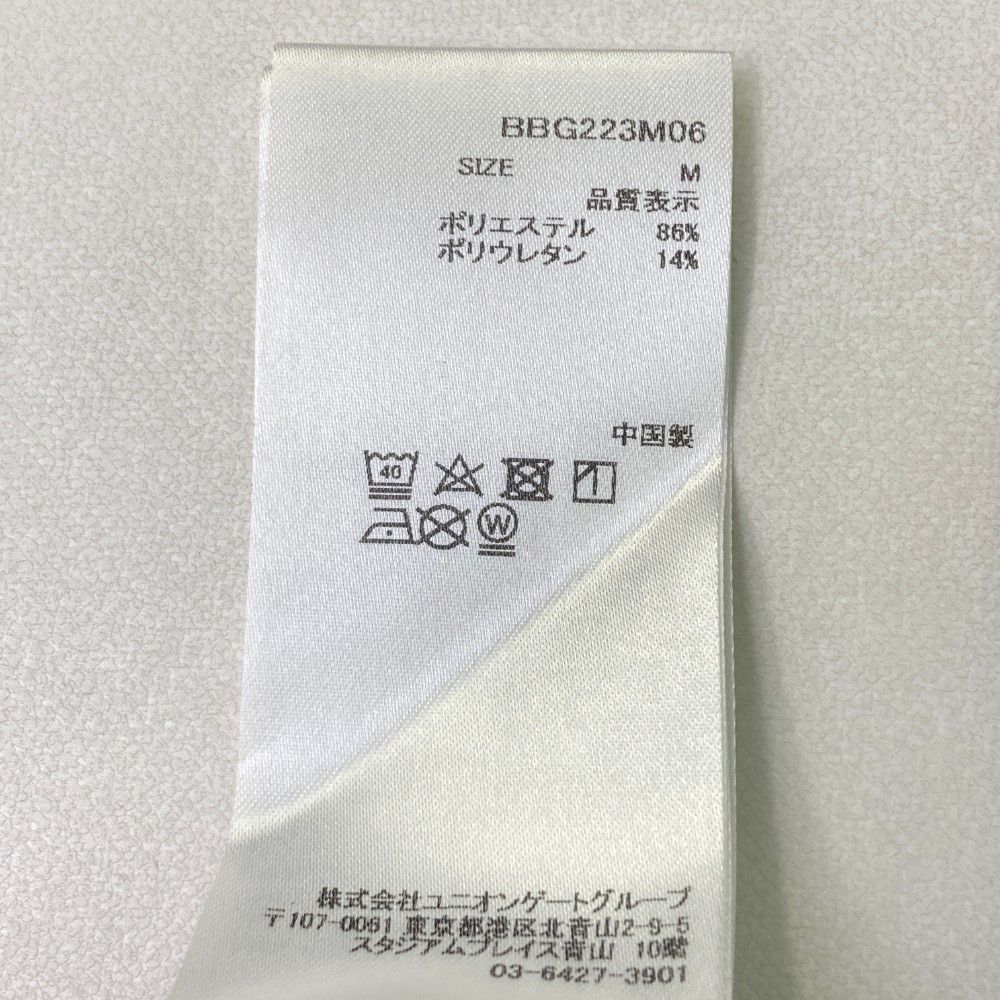 BBG223M06
SIZE M
品質表示
ポリエステル 86%
ポリウレタン 14%
中国製
40
W
株式会社ユニオンゲートグループ
〒107-0061 東京都港区北青山2-9-5
スタジアムプレイス青山 10階
03-6427-3901